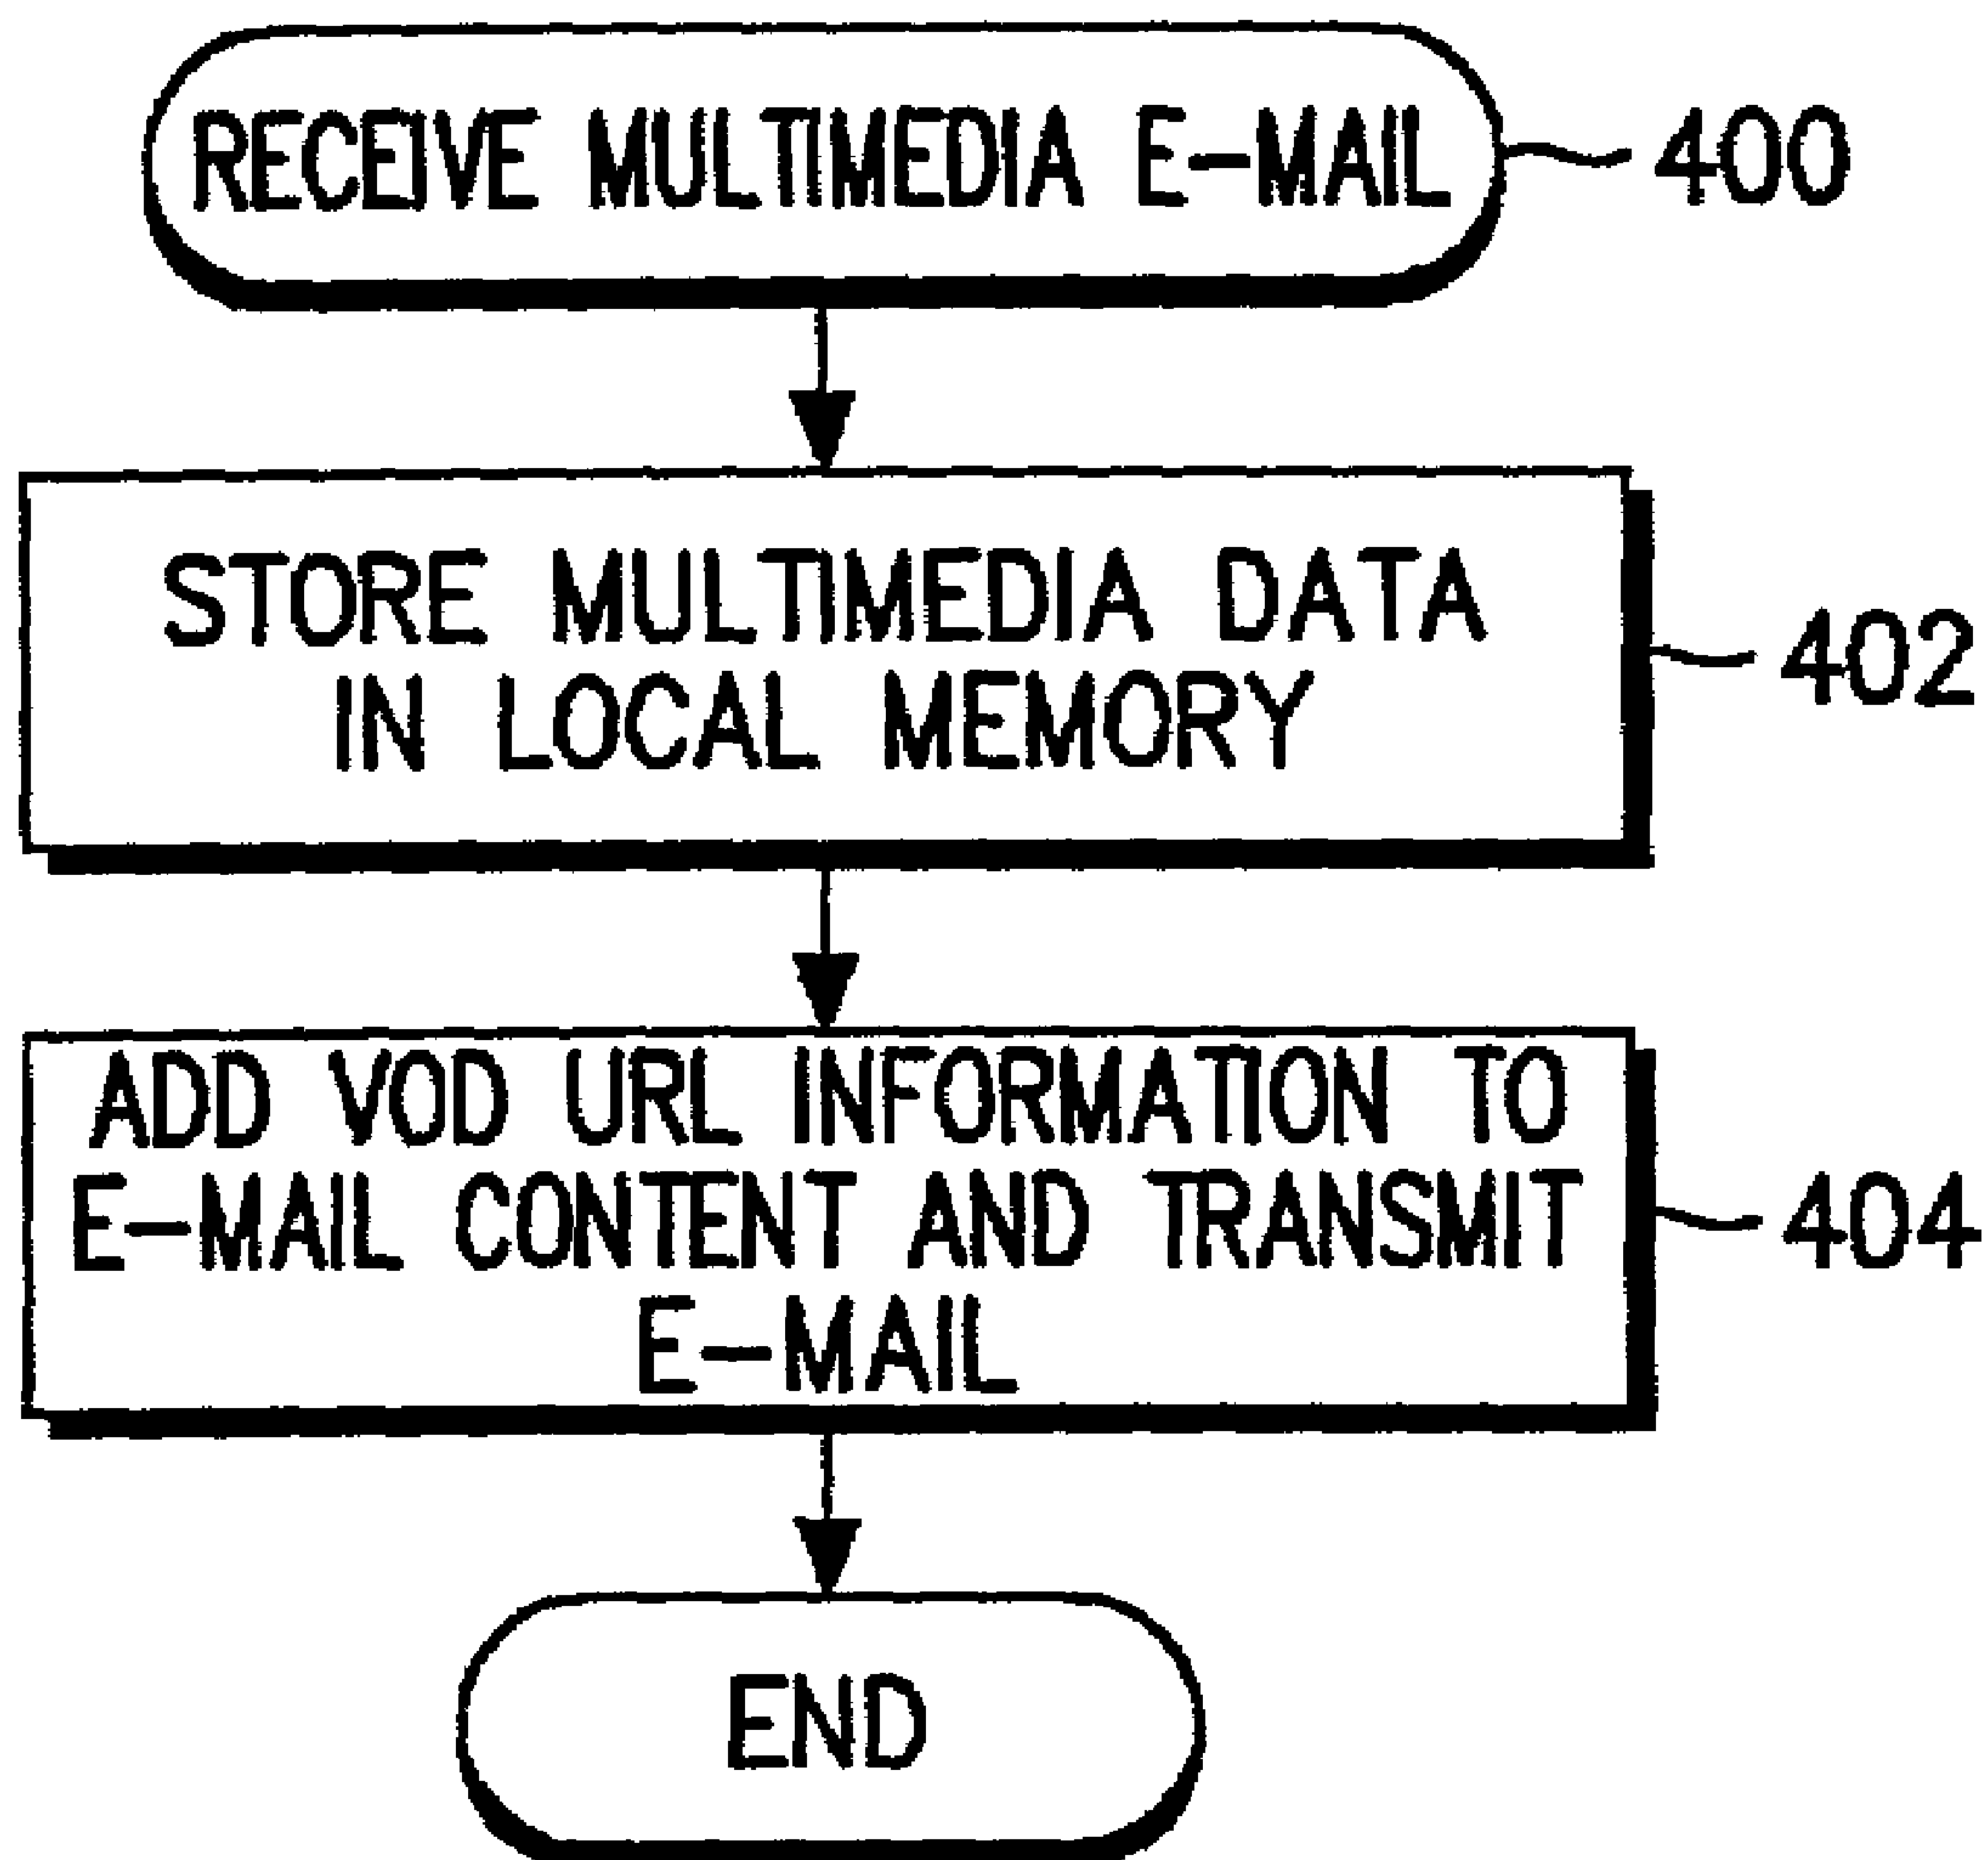 RECEIVE MULTIMEDIA E-MAIL
400
STORE MULTIMEDIA DATA
IN LOCAL MEMORY
402
ADD VOD URL INFORMATION TO
E-MAIL CONTENT AND TRANSMIT
E-MAIL
404
END